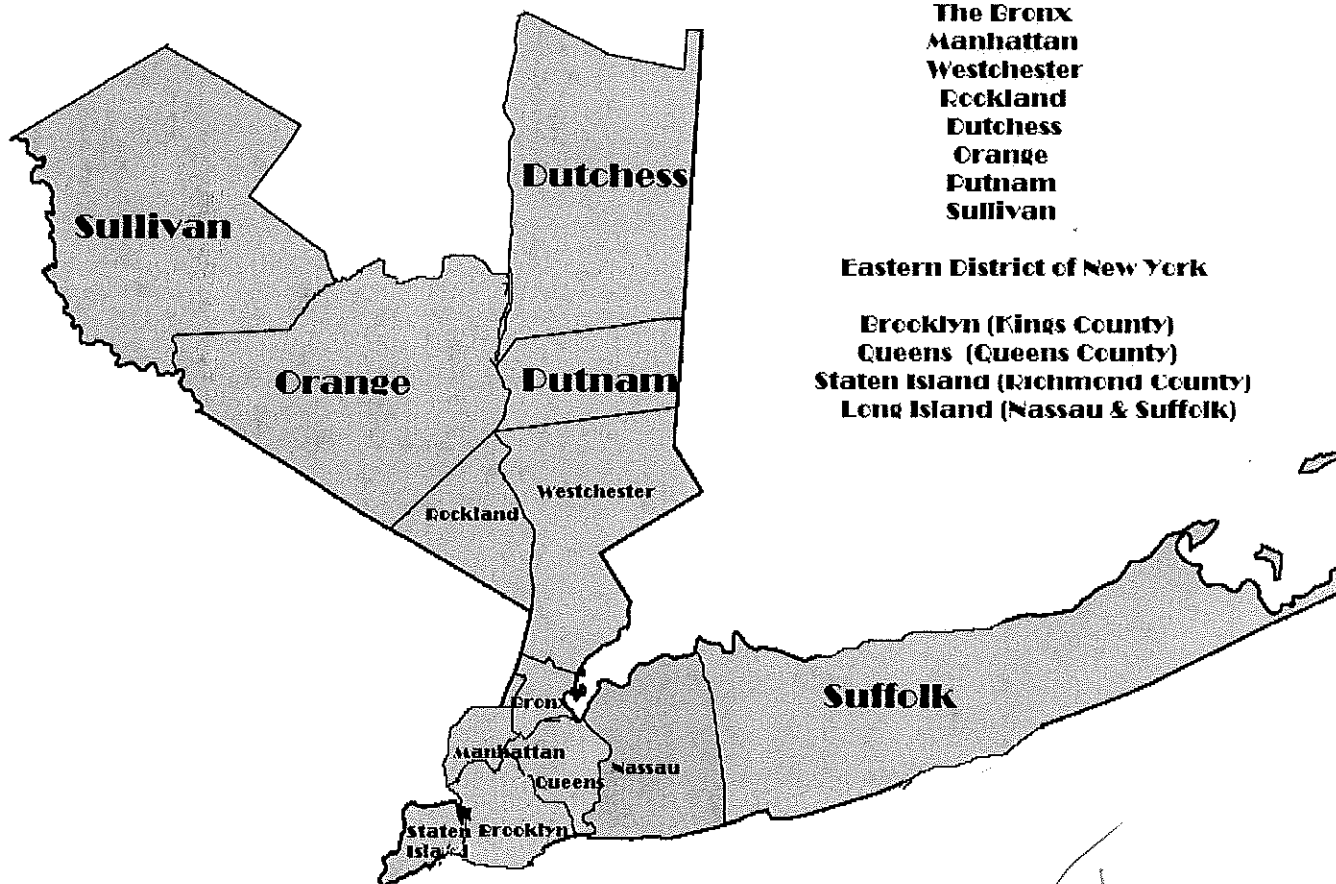 The Bronx
Manhattan
Westchester
Rockland
Dutchess
Orange
Putnam
Sullivan
Eastern District of New York
Brooklyn (Kings County)
Queens (Queens County)
Staten Island (Richmond County)
Long Island (Nassau & Suffolk)
Dutchess
Sullivan
Orange
Putnam
Westchester
Rockland
Bronx
Suffolk
Manhattan
Nassau
Queens
Staten
Island
Brooklyn